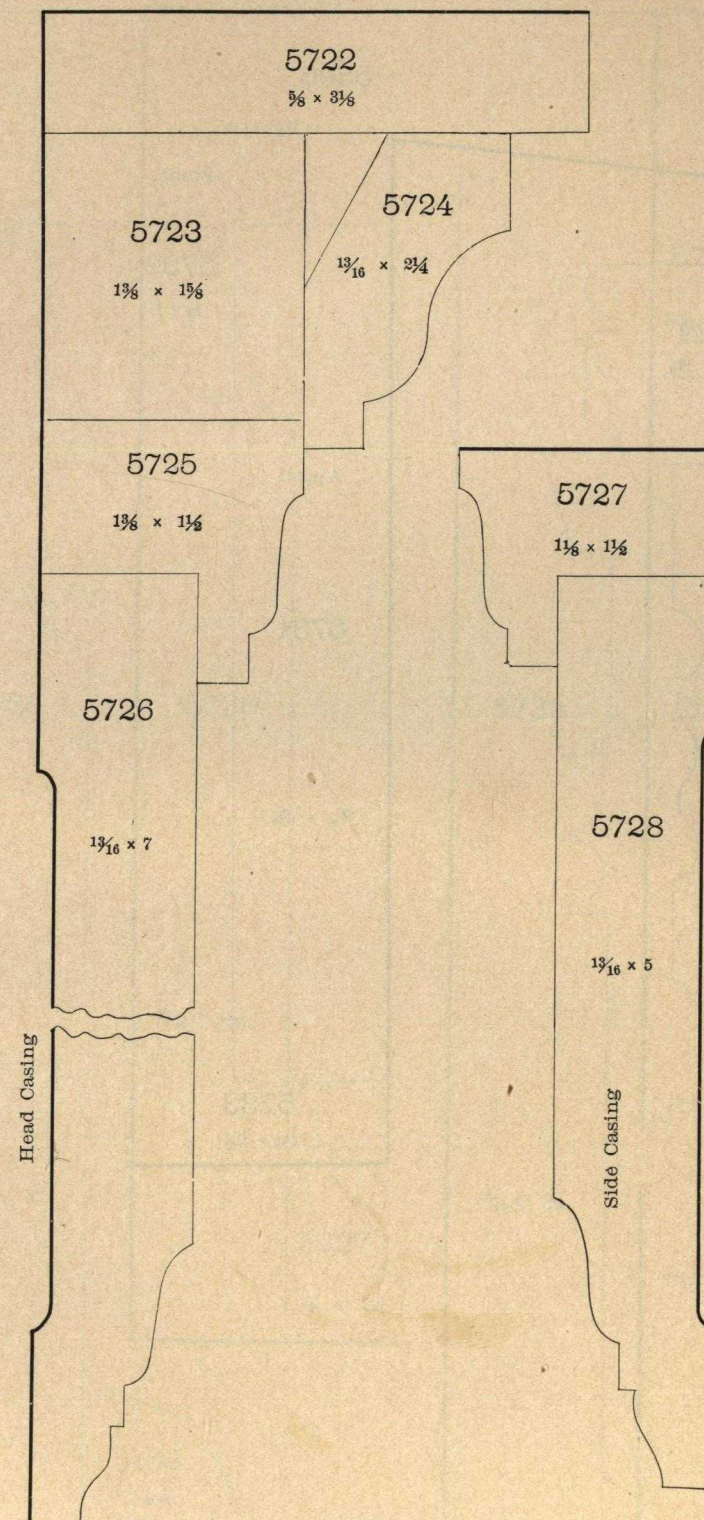 5722
⅝ × 3⅛
5723
1⅜ × 1⅝
5724
13/16 × 2¼
5725
1⅜ × 1½
5726
13/16 × 7
Head Casing
5727
1⅛ × 1½
5728
13/16 × 5
Side Casing